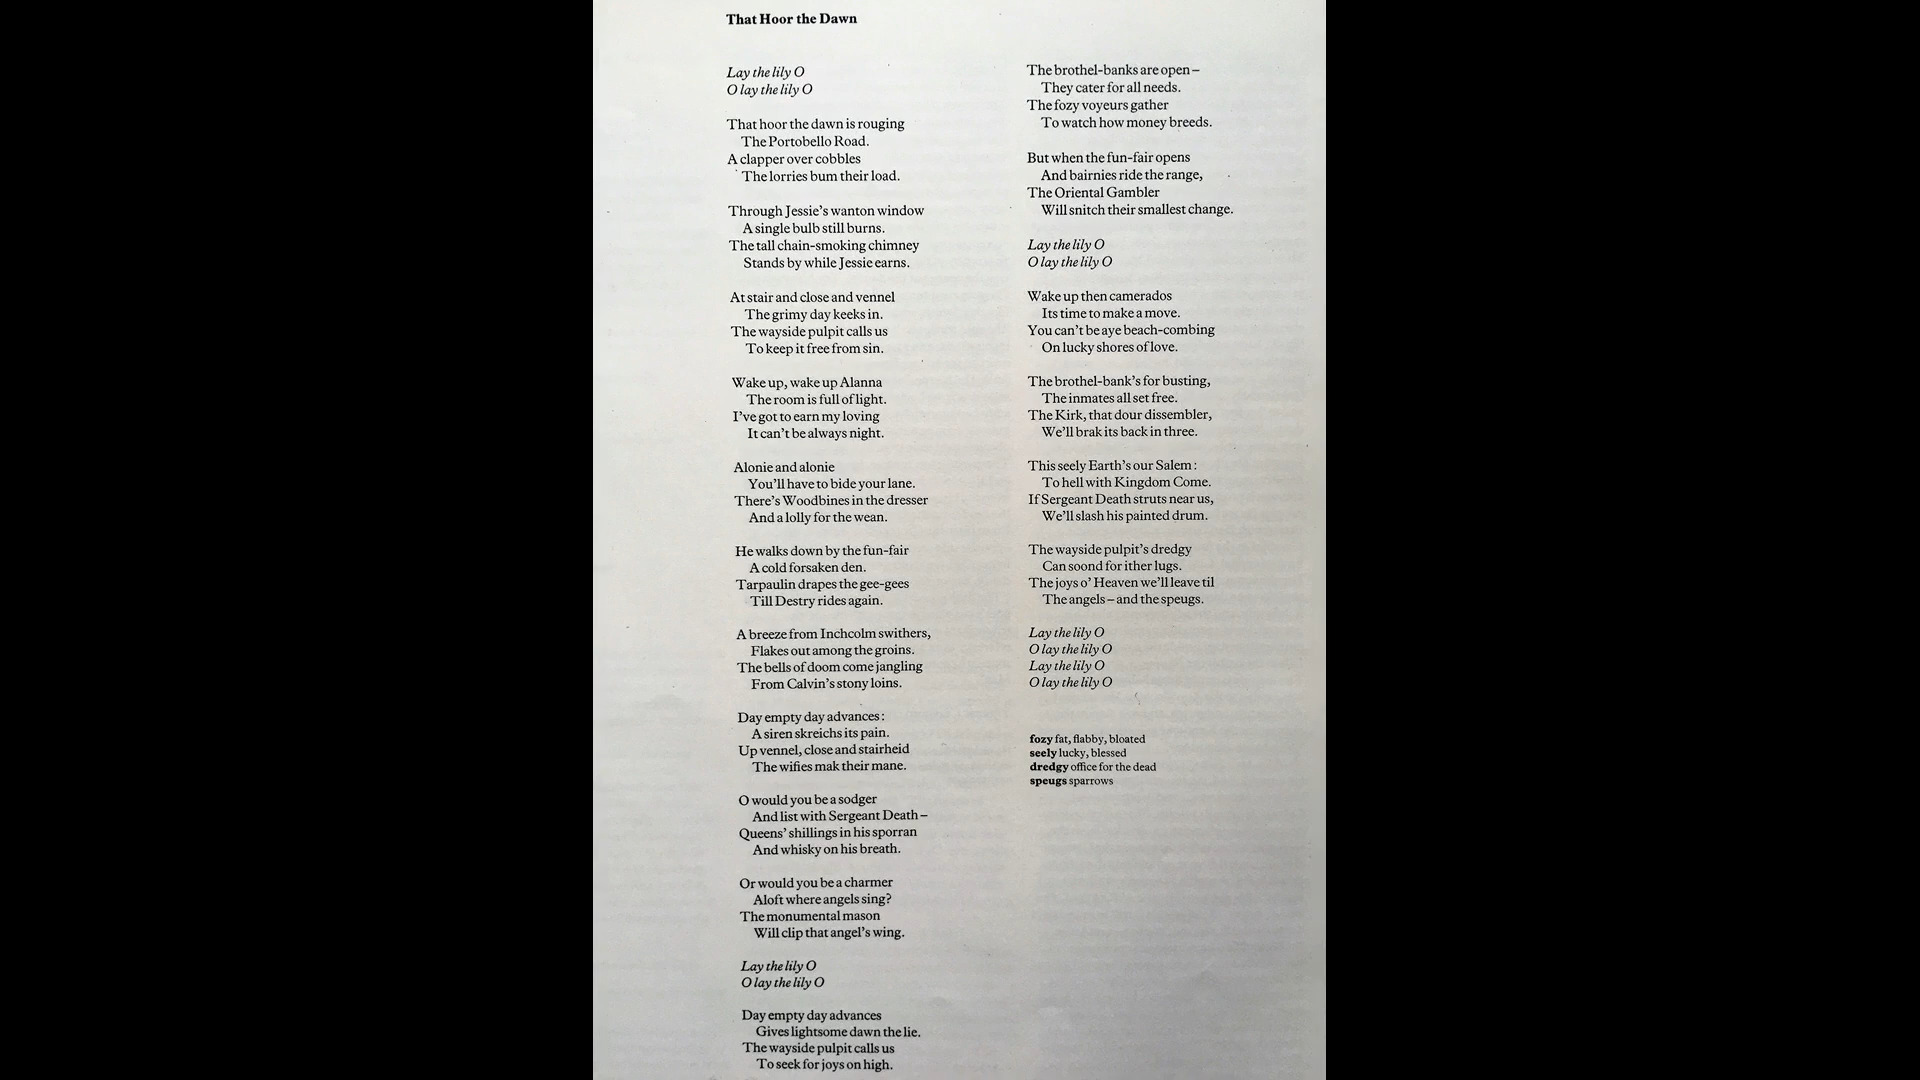 That Hoor the Dawn
Lay the lily O
O lay the lily O
That hoor the dawn is rouging
The Portobello Road.
A clapper over cobbles
The lorries bum their load.
Through Jessie's wanton window
A single bulb still burns.
The tall chain-smoking chimney
Stands by while Jessie earns.
At stair and close and vennel
The grimy day keeks in.
The wayside pulpit calls us
To keep it free from sin.
Wake up, wake up Alanna
The room is full of light.
I've got to earn my loving
It can't be always night.
Alonie and alonie
You'll have to bide your lane.
There's Woodbines in the dresser
And a lolly for the wean.
He walks down by the fun-fair
A cold forsaken den.
Tarpaulin drapes the gee-gees
Till Destry rides again.
A breeze from Inchcolm swithers,
Flakes out among the groins.
The bells of doom come jangling
From Calvin's stony loins.
Day empty day advances:
A siren skreichs its pain.
Up vennel, close and stairheid
The wifies mak their mane.
O would you be a sodger
And list with Sergeant Death –
Queens' shillings in his sporran
And whisky on his breath.
Or would you be a charmer
Aloft where angels sing?
The monumental mason
Will clip that angel's wing.
Lay the lily O
O lay the lily O
Day empty day advances
Gives lightsome dawn the lie.
The wayside pulpit calls us
To seek for joys on high.
The brothel-banks are open –
They cater for all needs.
The fozy voyeurs gather
To watch how money breeds.
But when the fun-fair opens
And bairnies ride the range,
The Oriental Gambler
Will snitch their smallest change.
Lay the lily O
O lay the lily O
Wake up then camerados
Its time to make a move.
You can't be aye beach-combing
On lucky shores of love.
The brothel-bank's for busting,
The inmates all set free.
The Kirk, that dour dissembler,
We'll brak its back in three.
This seely Earth's our Salem:
To hell with Kingdom Come.
If Sergeant Death struts near us,
We'll slash his painted drum.
The wayside pulpit's dredgy
Can soond for ither lugs.
The joys o' Heaven we'll leave til
The angels – and the speugs.
Lay the lily O
O lay the lily O
Lay the lily O
O lay the lily O
fozy fat, flabby, bloated
seely lucky, blessed
dredgy office for the dead
speugs sparrows